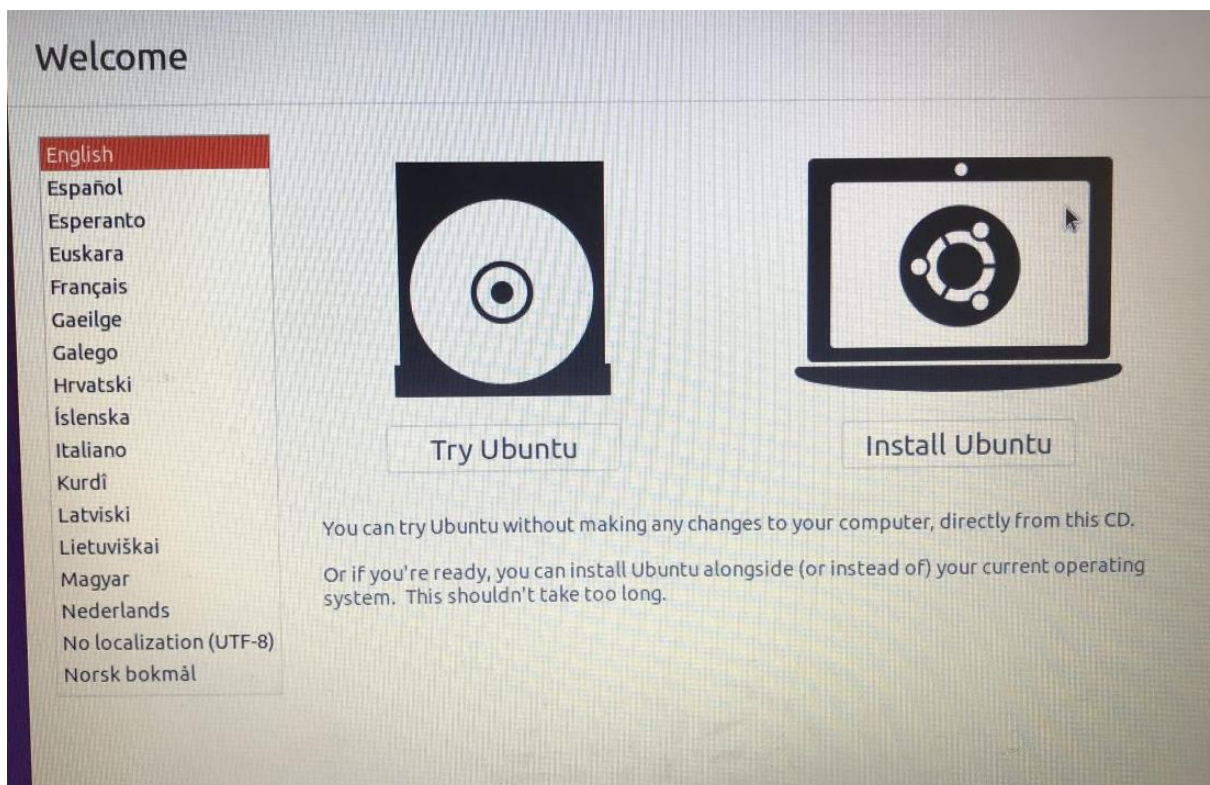 Welcome
English
Español
Esperanto
Euskara
Français
Gaeilge
Galego
Hrvatski
Íslenska
Italiano
Kurdî
Latviski
Lietuviškai
Magyar
Nederlands
No localization (UTF-8)
Norsk bokmål
Try Ubuntu
Install Ubuntu
You can try Ubuntu without making any changes to your computer, directly from this CD.
Or if you're ready, you can install Ubuntu alongside (or instead of) your current operating
system. This shouldn't take too long.